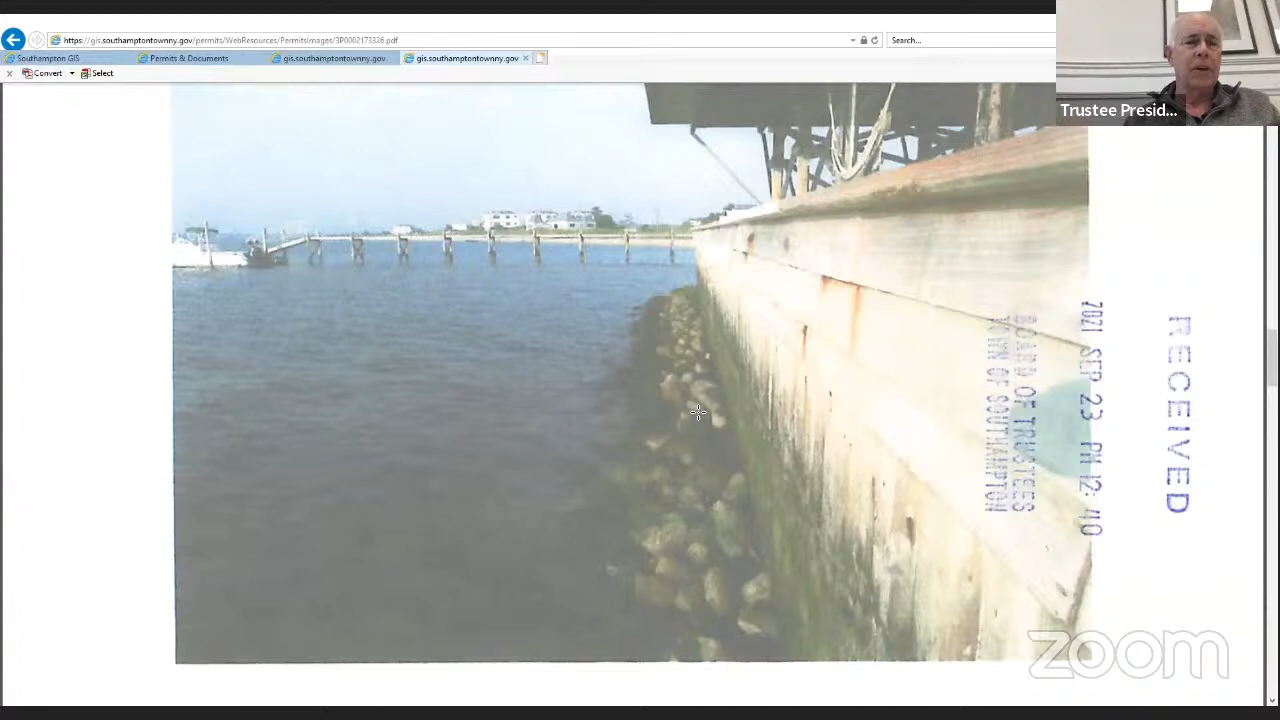 https://gis.southamptontownny.gov/permits/WebResources/PermitsImages/3P0002173326.pdf
Search...
Southampton GIS
Permits & Documents
gis.southamptontownny.gov
gis.southamptontownny.gov
x Convert Select
Trustee Presid...
RECEIVED
2021 SEP 23 PM 12: 40
BOARD OF TRUSTEES
TOWN OF SOUTHAMPTON
zoom